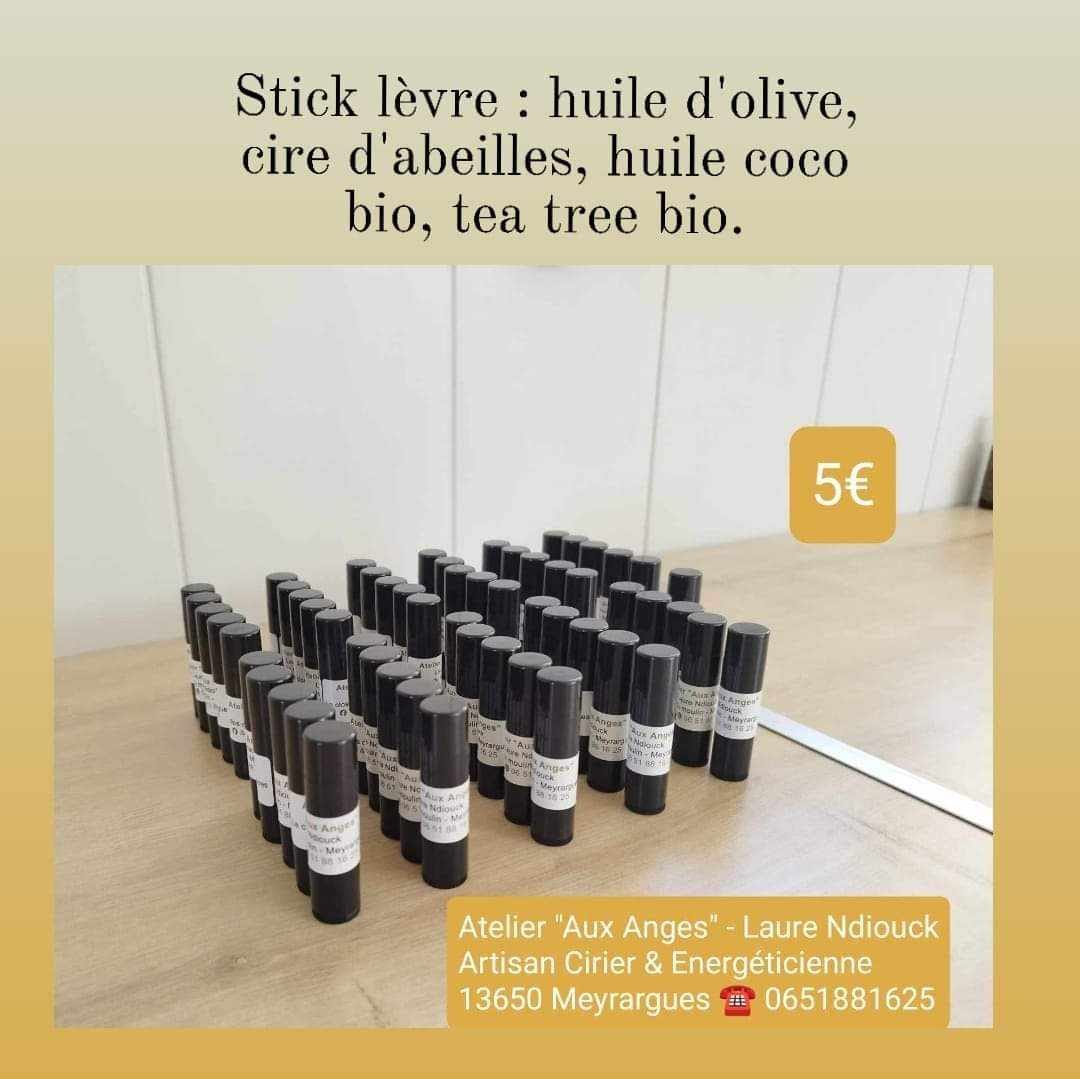 Stick lèvre : huile d'olive,
cire d'abeilles, huile coco
bio, tea tree bio.
5€
Atelier "Aux Anges" - Laure Ndiouck
Artisan Cirier & Energéticienne
13650 Meyrargues ☎️ 0651881625